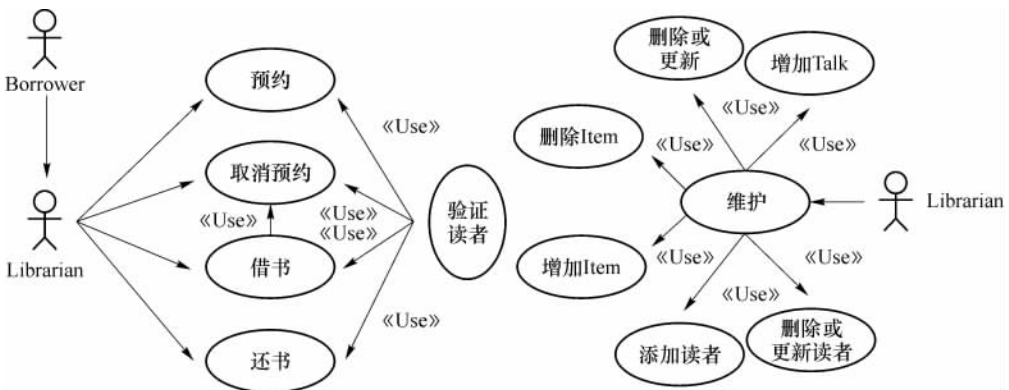 Borrower
Librarian
预约
取消预约
借书
还书
《Use》
《Use》
《Use》
《Use》
《Use》
验证
读者
删除或
更新
增加Talk
删除Item
增加Item
添加读者
删除或
更新读者
《Use》
《Use》
《Use》
《Use》
《Use》
《Use》
维护
Librarian